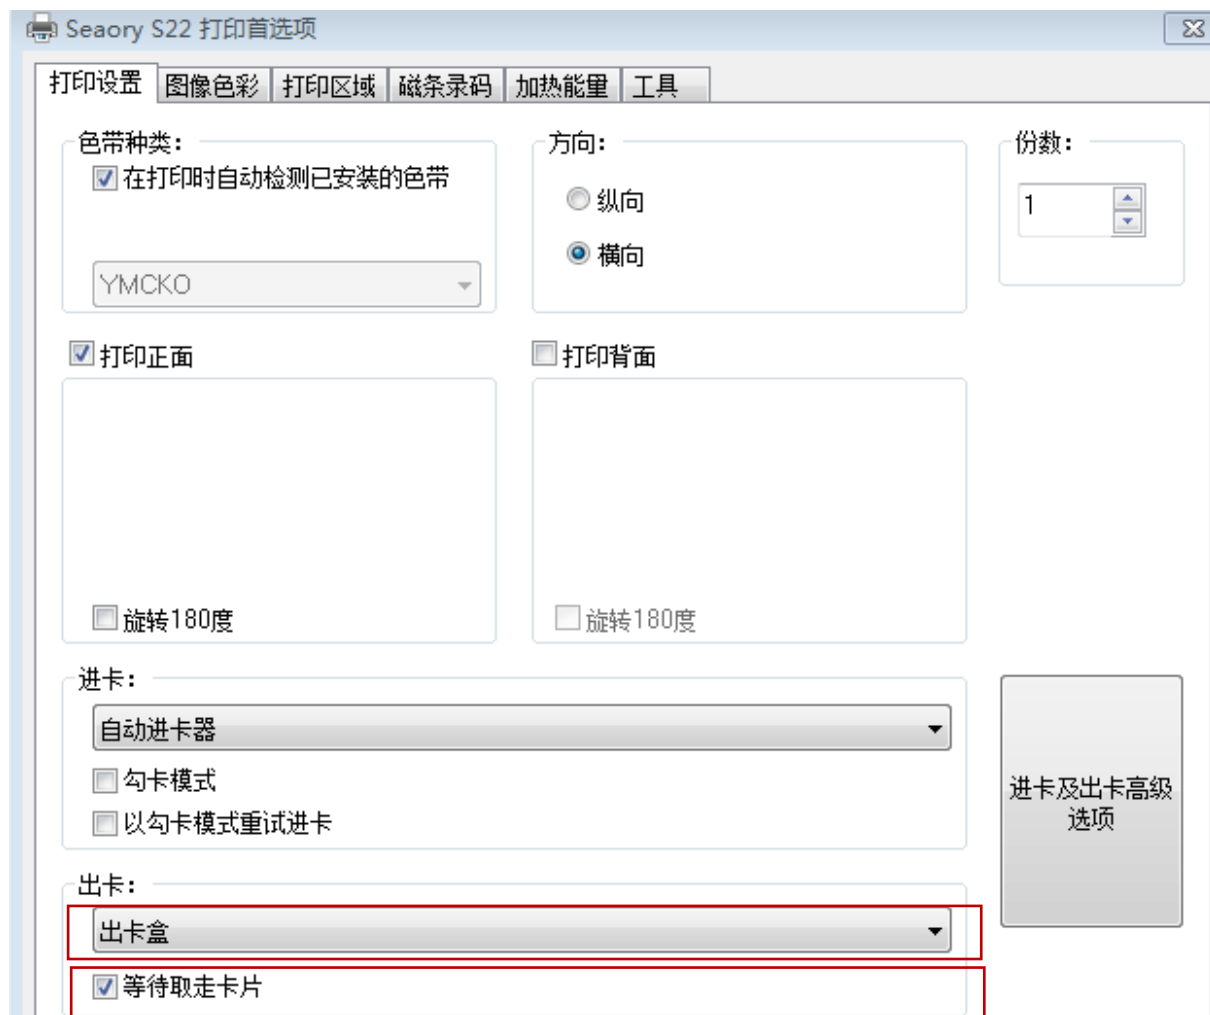 Seaory S22 打印首选项
打印设置 图像色彩 打印区域 磁条录码 加热能量 工具
色带种类: 方向: 份数:
在打印时自动检测已安装的色带
纵向
1
横向
YMCKO
打印正面 打印背面
旋转180度 旋转180度
进卡:
自动进卡器
勾卡模式
以勾卡模式重试进卡
进卡及出卡高级
选项
出卡:
出卡盒
等待取走卡片